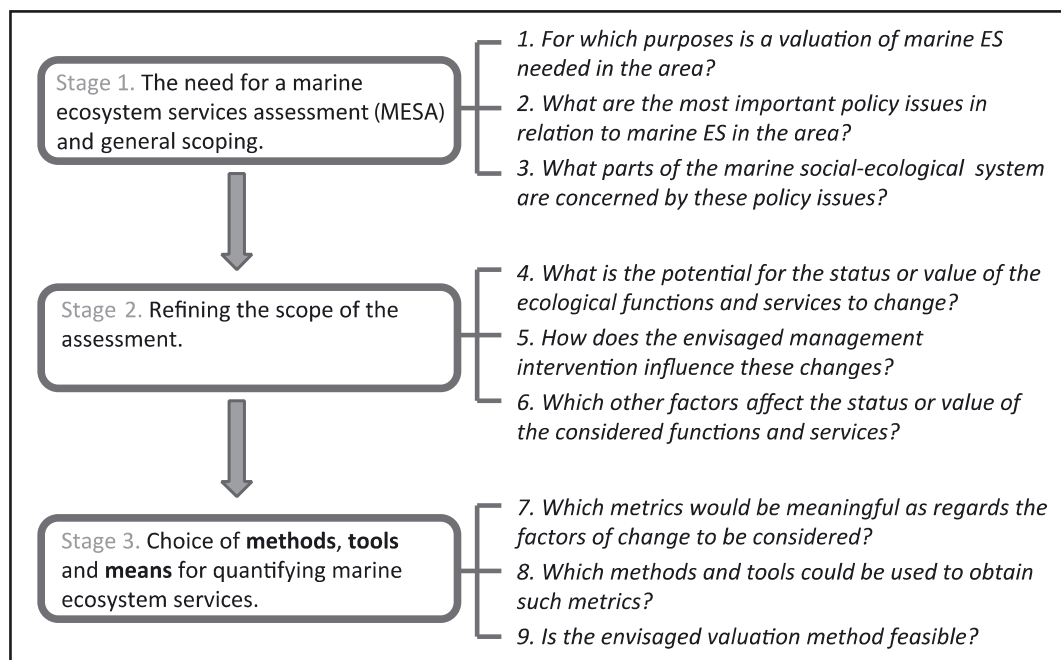 Stage 1. The need for a marine
ecosystem services assessment (MESA)
and general scoping.
1. For which purposes is a valuation of marine ES
needed in the area?
2. What are the most important policy issues in
relation to marine ES in the area?
3. What parts of the marine social-ecological system
are concerned by these policy issues?
Stage 2. Refining the scope of the
assessment.
4. What is the potential for the status or value of the
ecological functions and services to change?
5. How does the envisaged management
intervention influence these changes?
6. Which other factors affect the status or value of
the considered functions and services?
Stage 3. Choice of methods, tools
and means for quantifying marine
ecosystem services.
7. Which metrics would be meaningful as regards the
factors of change to be considered?
8. Which methods and tools could be used to obtain
such metrics?
9. Is the envisaged valuation method feasible?